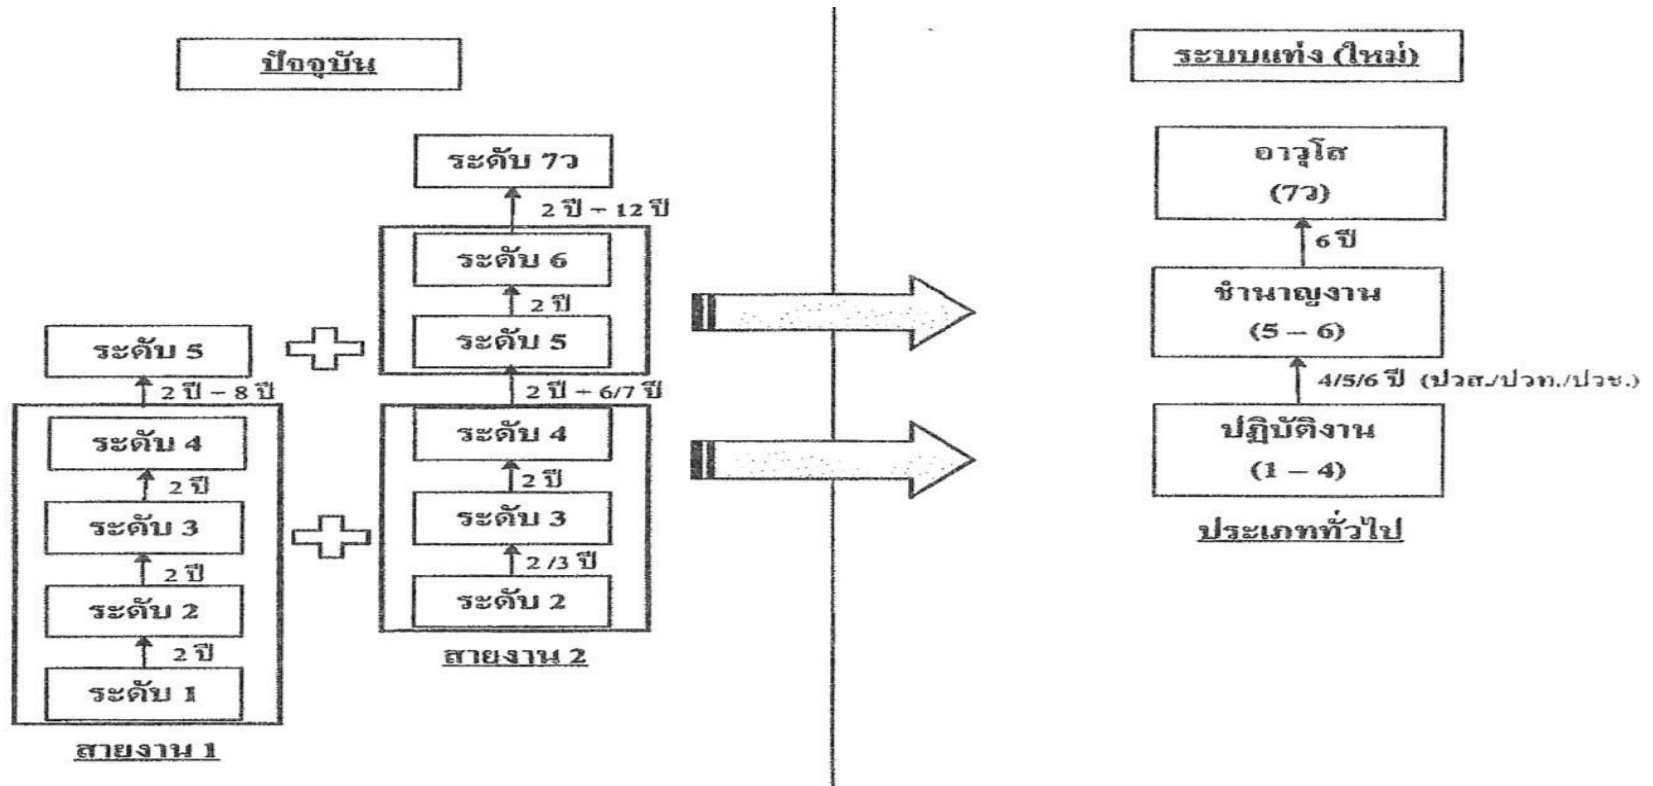 ปัจจุบัน
ระดับ 7ว
2 ปี - 12 ปี
ระดับ 6
2 ปี
ระดับ 5
2 ปี - 6/7 ปี
ระดับ 4
2 ปี
ระดับ 3
2 /3 ปี
ระดับ 2
สายงาน 2
ระดับ 5
2 ปี - 8 ปี
ระดับ 4
2 ปี
ระดับ 3
2 ปี
ระดับ 2
2 ปี
ระดับ 1
สายงาน 1
ระบบแท่ง (ใหม่)
อาวุโส
(7ว)
6 ปี
ชำนาญงาน
(5 - 6)
4/5/6 ปี (ปวส./ปวท./ปวช.)
ปฏิบัติงาน
(1 - 4)
ประเภททั่วไป